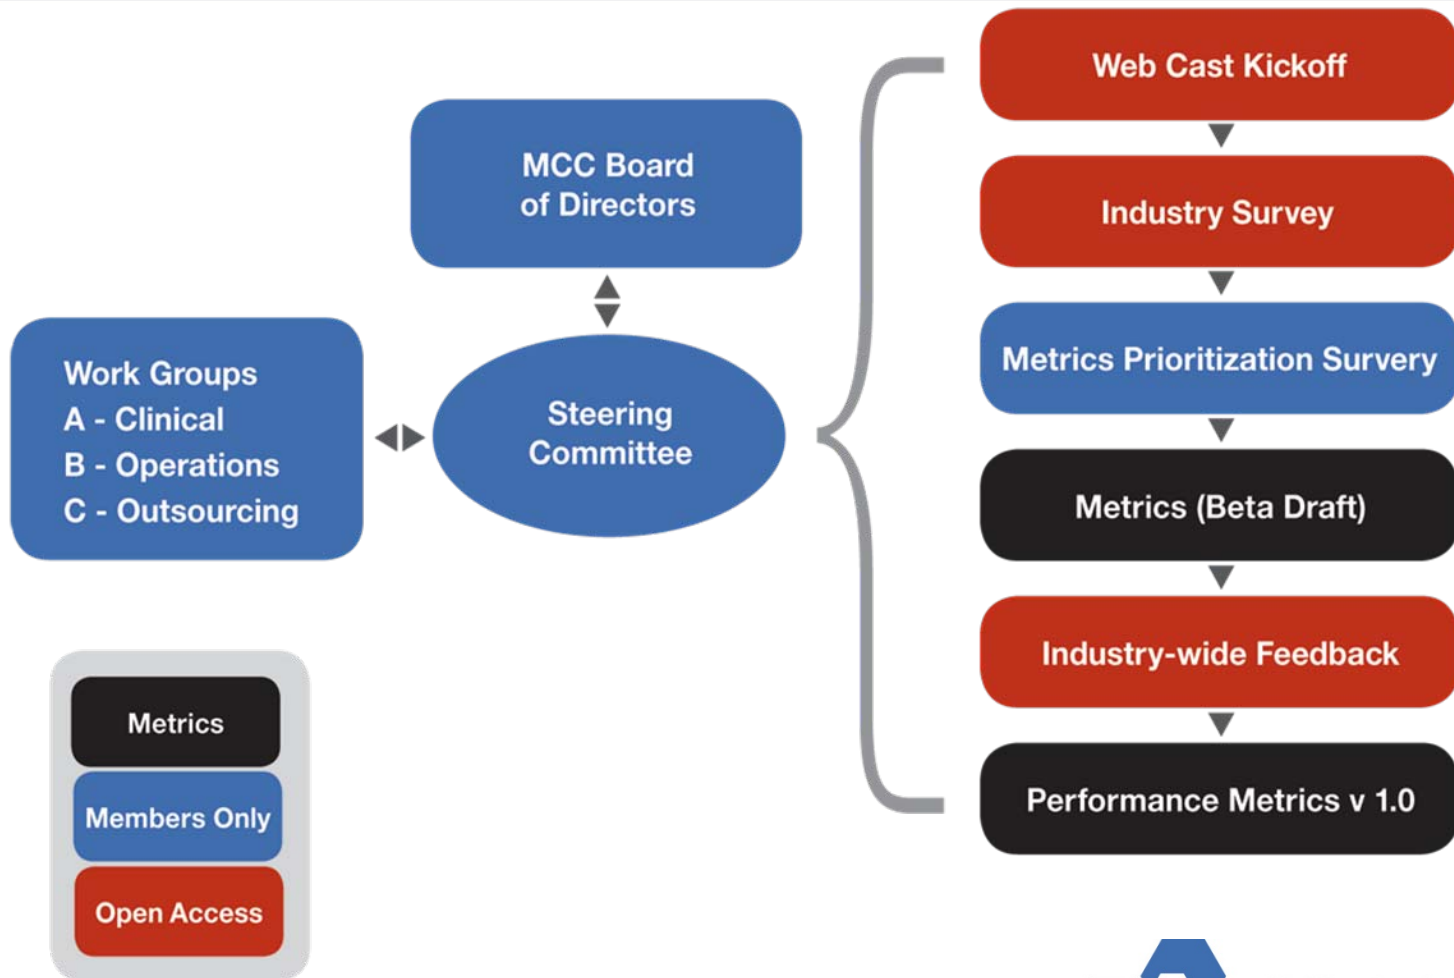 Web Cast Kickoff
MCC Board
of Directors
Industry Survey
Work Groups
A - Clinical
B - Operations
C - Outsourcing
Steering
Committee
Metrics Prioritization Survery
Metrics (Beta Draft)
Industry-wide Feedback
Performance Metrics v 1.0
Metrics
Members Only
Open Access